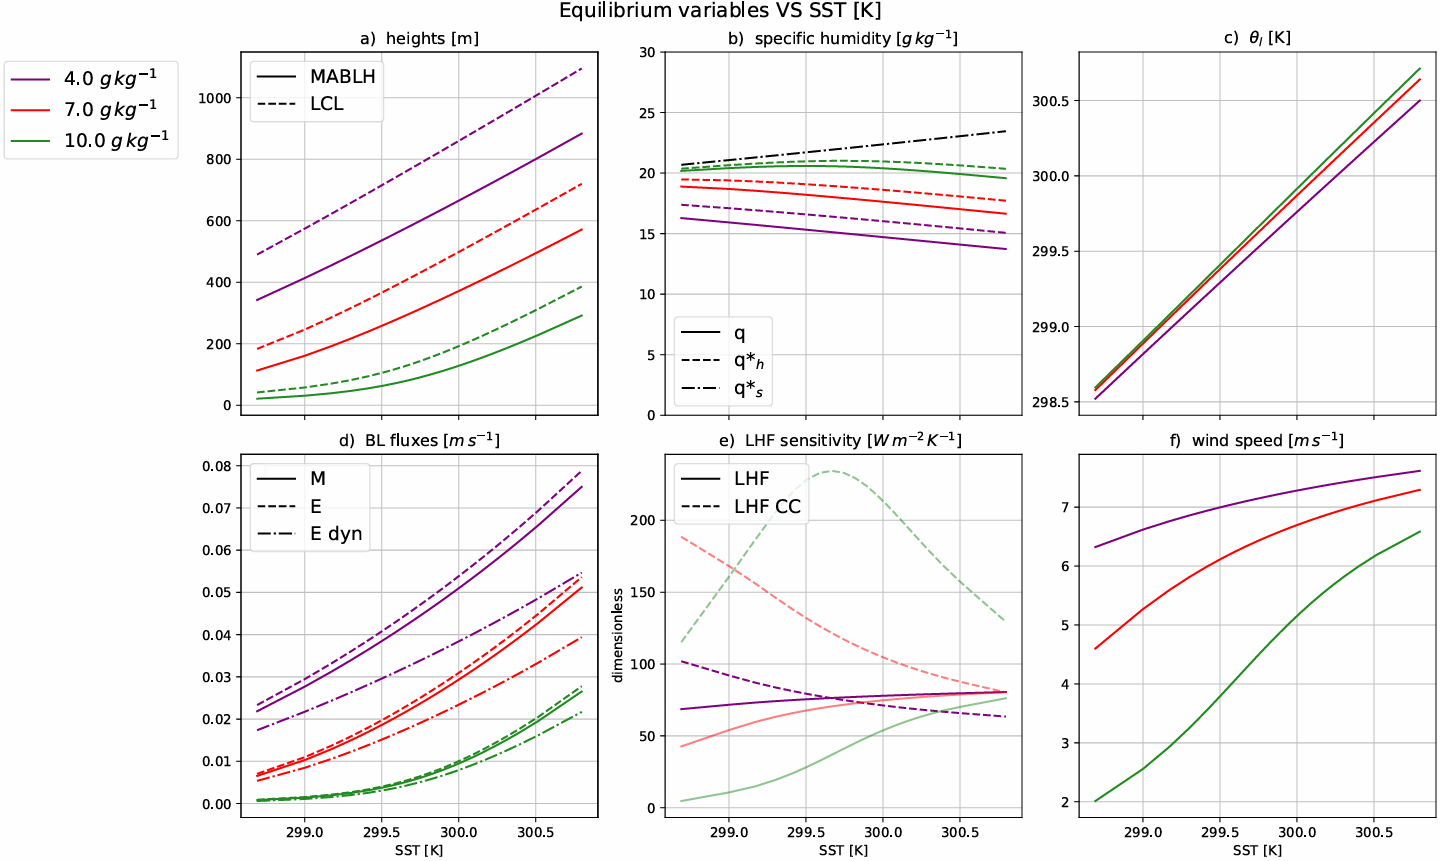 Equilibrium variables VS SST [K]
4.0 g kg⁻¹
7.0 g kg⁻¹
10.0 g kg⁻¹
a) heights [m]
MABLH
LCL
1000
800
600
400
200
0
b) specific humidity [g kg⁻¹]
30
25
20
15
10
5
0
q
q*ₕ
q*ₛ
c) θₗ [K]
300.5
300.0
299.5
299.0
298.5
d) BL fluxes [m s⁻¹]
M
E
E dyn
0.08
0.07
0.06
0.05
0.04
0.03
0.02
0.01
0.00
299.0 299.5 300.0 300.5
SST [K]
e) LHF sensitivity [W m⁻² K⁻¹]
LHF
LHF CC
dimensionless
200
150
100
50
0
299.0 299.5 300.0 300.5
SST [K]
f) wind speed [m s⁻¹]
7
6
5
4
3
2
299.0 299.5 300.0 300.5
SST [K]